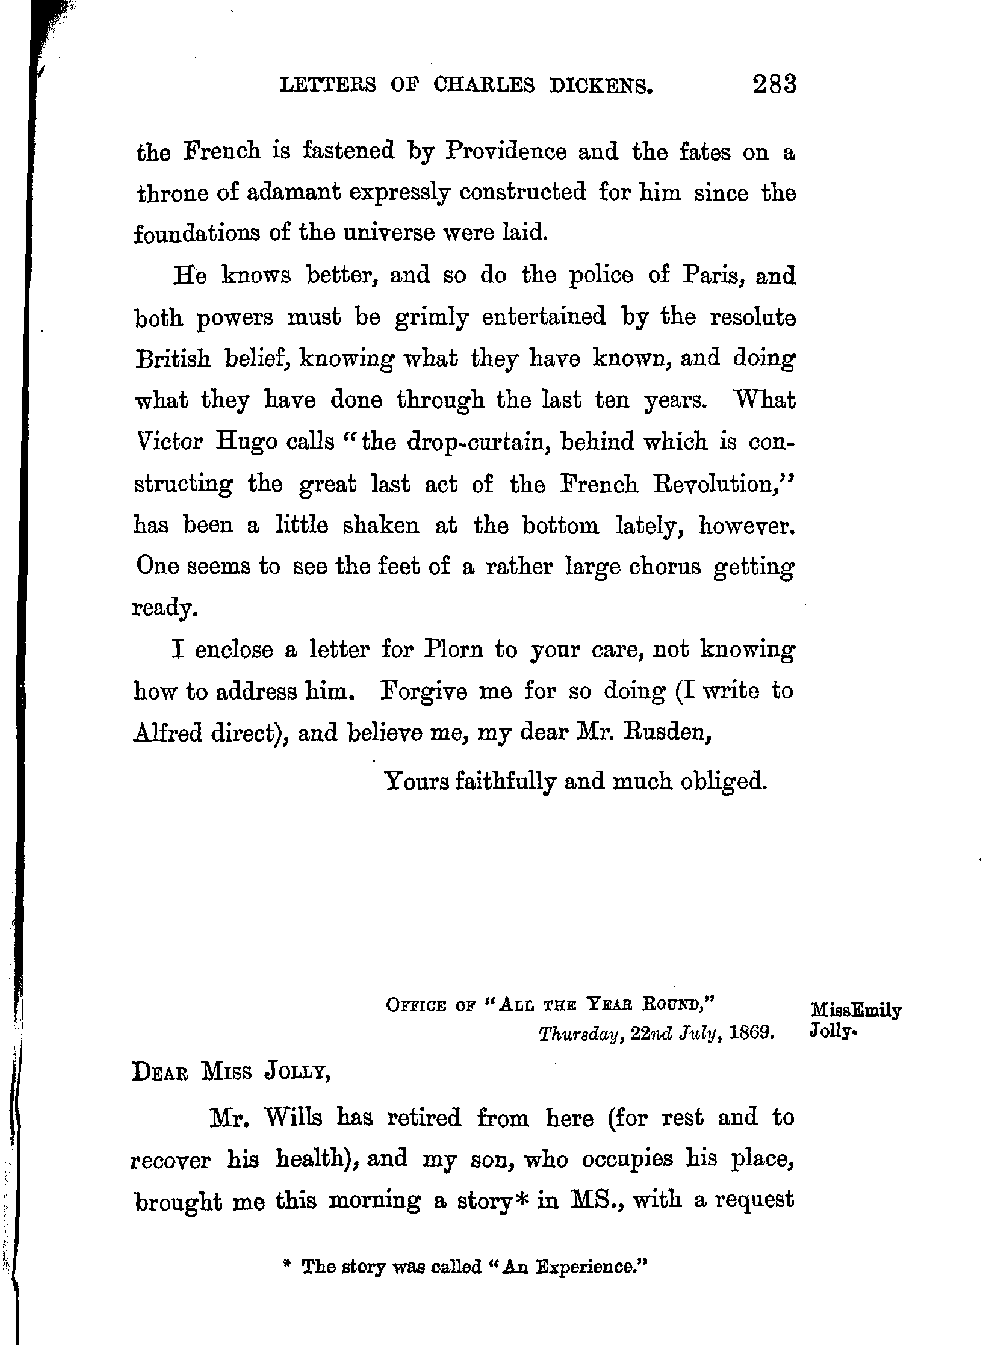 LETTERS OF CHARLES DICKENS. 283
the French is fastened by Providence and the fates on a
throne of adamant expressly constructed for him since the
foundations of the universe were laid.
He knows better, and so do the police of Paris, and
both powers must be grimly entertained by the resolute
British belief, knowing what they have known, and doing
what they have done through the last ten years. What
Victor Hugo calls "the drop-curtain, behind which is con-
structing the great last act of the French Revolution,"
has been a little shaken at the bottom lately, however.
One seems to see the feet of a rather large chorus getting
ready.
I enclose a letter for Plorn to your care, not knowing
how to address him. Forgive me for so doing (I write to
Alfred direct), and believe me, my dear Mr. Rusden,
Yours faithfully and much obliged.
OFFICE OF "ALL THE YEAR ROUND,"
Thursday, 22nd July, 1869.
Miss Emily
Jolly.
DEAR MISS JOLLY,
Mr. Wills has retired from here (for rest and to
recover his health), and my son, who occupies his place,
brought me this morning a story* in MS., with a request
* The story was called "An Experience."